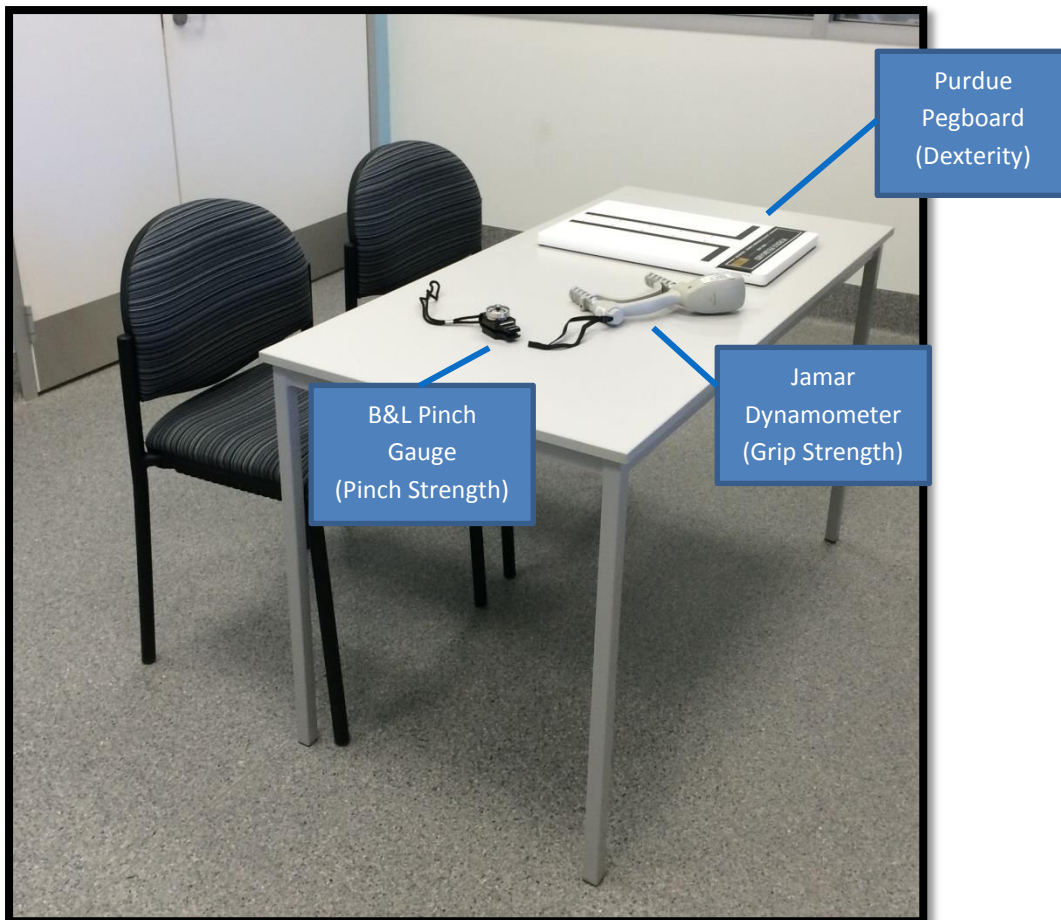 Purdue
Pegboard
(Dexterity)
Jamar
Dynamometer
(Grip Strength)
B&L Pinch
Gauge
(Pinch Strength)